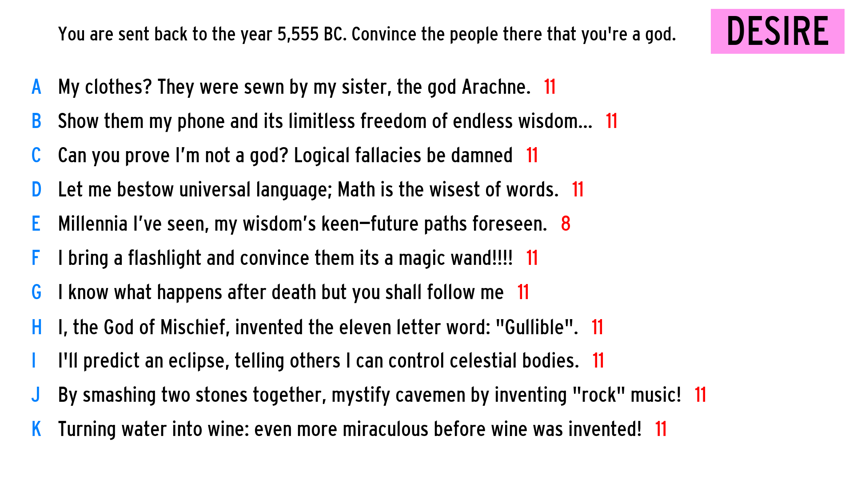 You are sent back to the year 5,555 BC. Convince the people there that you're a god.
DESIRE
A My clothes? They were sewn by my sister, the god Arachne. 11
B Show them my phone and its limitless freedom of endless wisdom... 11
C Can you prove I’m not a god? Logical fallacies be damned 11
D Let me bestow universal language; Math is the wisest of words. 11
E Millennia I’ve seen, my wisdom’s keen—future paths foreseen. 8
F I bring a flashlight and convince them its a magic wand!!!! 11
G I know what happens after death but you shall follow me 11
H I, the God of Mischief, invented the eleven letter word: "Gullible". 11
I I'll predict an eclipse, telling others I can control celestial bodies. 11
J By smashing two stones together, mystify cavemen by inventing "rock" music! 11
K Turning water into wine: even more miraculous before wine was invented! 11